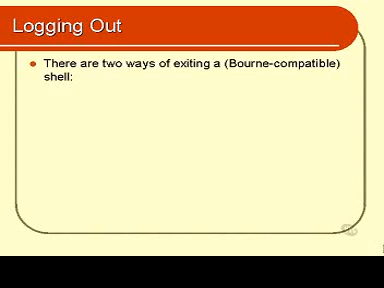 Logging Out
There are two ways of exiting a (Bourne-compatible)
shell: